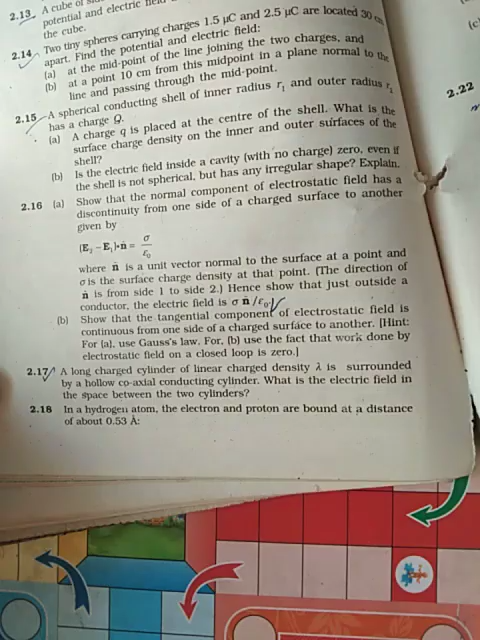 2.13 A cube of
potential and electric
the cube.
2.14 Two tiny spheres carrying charges 1.5 μC and 2.5 μC are located 30 cm
apart. Find the potential and electric field:
(a) at the mid-point of the line joining the two charges, and
(b) at a point 10 cm from this midpoint in a plane normal to the
line and passing through the mid-point.
2.15 A spherical conducting shell of inner radius r₁ and outer radius r₂
has a charge Q.
(a) A charge q is placed at the centre of the shell. What is the
surface charge density on the inner and outer surfaces of the
shell?
(b) Is the electric field inside a cavity (with no charge) zero, even if
the shell is not spherical, but has any irregular shape? Explain.
2.16 (a) Show that the normal component of electrostatic field has a
discontinuity from one side of a charged surface to another
given by
(E₂ – E₁)•n̂ = σ/ε₀
where n̂ is a unit vector normal to the surface at a point and
σ is the surface charge density at that point. (The direction of
n̂ is from side 1 to side 2.) Hence show that just outside a
conductor, the electric field is σ n̂/ε₀.
(b) Show that the tangential component of electrostatic field is
continuous from one side of a charged surface to another. [Hint:
For (a), use Gauss's law. For, (b) use the fact that work done by
electrostatic field on a closed loop is zero.]
2.17 A long charged cylinder of linear charged density λ is surrounded
by a hollow co-axial conducting cylinder. What is the electric field in
the space between the two cylinders?
2.18 In a hydrogen atom, the electron and proton are bound at a distance
of about 0.53 Å:
(c)
2.22